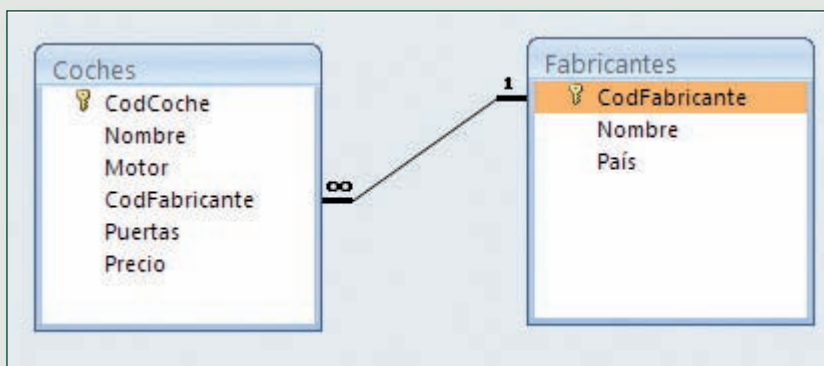 Coches
CodCoche
Nombre
Motor
CodFabricante
Puertas
Precio
∞
1
Fabricantes
CodFabricante
Nombre
País